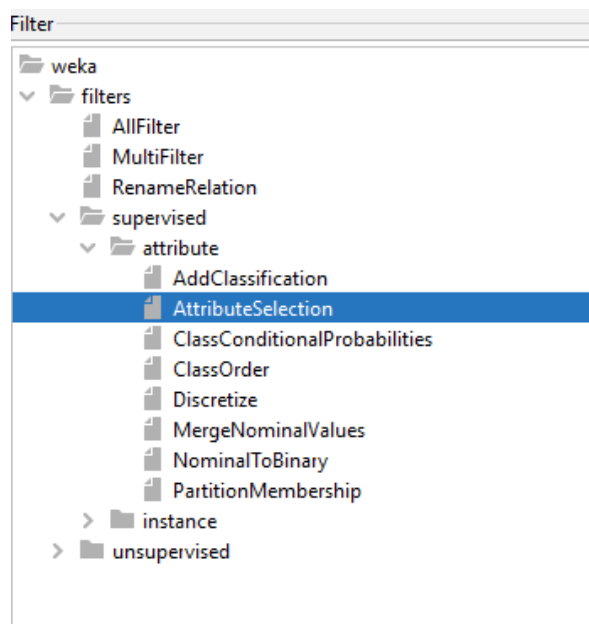 Filter
weka
filters
AllFilter
MultiFilter
RenameRelation
supervised
attribute
AddClassification
AttributeSelection
ClassConditionalProbabilities
ClassOrder
Discretize
MergeNominalValues
NominalToBinary
PartitionMembership
instance
unsupervised